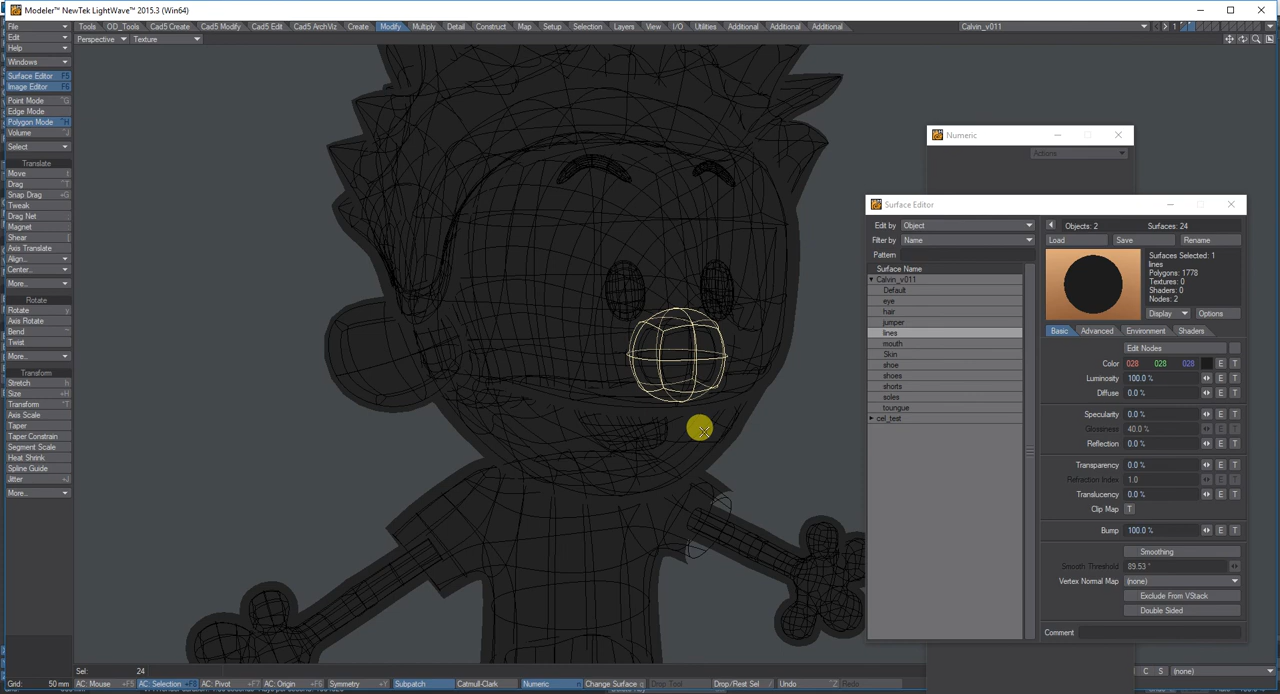 Modeler™ NewTek LightWave™ 2015.3 (Win64)
File
Tools OD_Tools Cad5 Create Cad5 Modify Cad5 Edit Cad5 ArchViz Create Modify Multiply Detail Construct Map Setup Selection Layers View I/O Utilities Additional Additional Additional Calvin_v011 1
Edit
Perspective Texture
Help
Windows
Surface Editor F5
Image Editor F6
Point Mode ^G
Edge Mode
Polygon Mode ^H
Volume ^J
Select
Translate
Move t
Drag ^T
Snap Drag +G
Tweak
Drag Net
Magnet
Shear [
Axis Translate
Align...
Center...
More...
Rotate
Rotate y
Axis Rotate
Bend
Twist
More...
Transform
Stretch h
Size +H
Transform ^T
Axis Scale
Taper
Taper Constrain
Segment Scale
Heat Shrink
Spline Guide
Jitter +J
More...
Numeric
Actions
Surface Editor
Edit by Object
Filter by Name
Pattern
Surface Name
Calvin_v011
Default
eye
hair
jumper
lines
mouth
Skin
shoe
shoes
shorts
soles
toungue
cel_test
Objects: 2 Surfaces: 24
Load Save Rename
Surfaces Selected: 1
lines
Polygons: 1778
Textures: 0
Shaders: 0
Nodes: 2
Display Options
Basic Advanced Environment Shaders
Edit Nodes
Color 028 028 028 E T
Luminosity 100.0 % E T
Diffuse 0.0 % E T
Specularity 0.0 % E T
Glossiness 40.0 % E T
Reflection 0.0 % E T
Transparency 0.0 % E T
Refraction Index 1.0 E T
Translucency 0.0 % E T
Clip Map T
Bump 100.0 % E T
Smoothing
Smooth Threshold 89.53 °
Vertex Normal Map (none)
Exclude From VStack
Double Sided
Comment
Sel: 24
C S (none)
Grid: 50 mm AC: Mouse +F5 AC: Selection +F8 AC: Pivot +F7 AC: Origin +F6 Symmetry +Y Subpatch Catmull-Clark Numeric n Change Surface q Drop Tool Drop/Rest Sel / Undo Redo